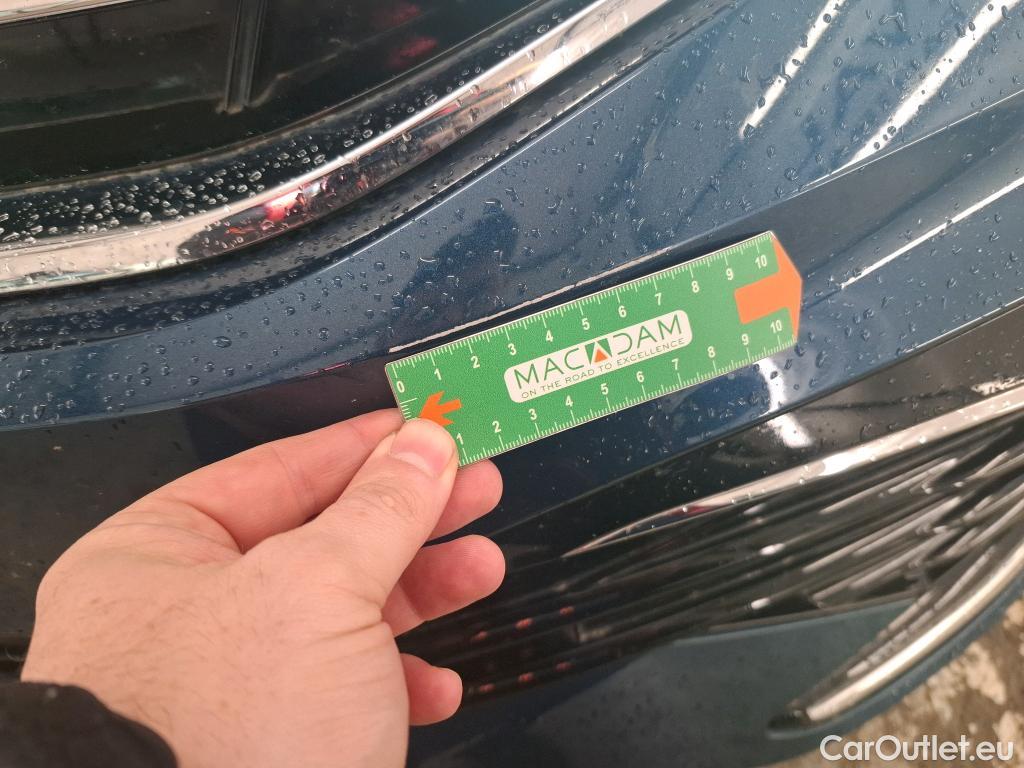 0 1 2 3 4 5 6 7 8 9 10
MACADAM
ON THE ROAD TO EXCELLENCE
1 2 3 4 5 6 7 8 9 10
CarOutlet.eu